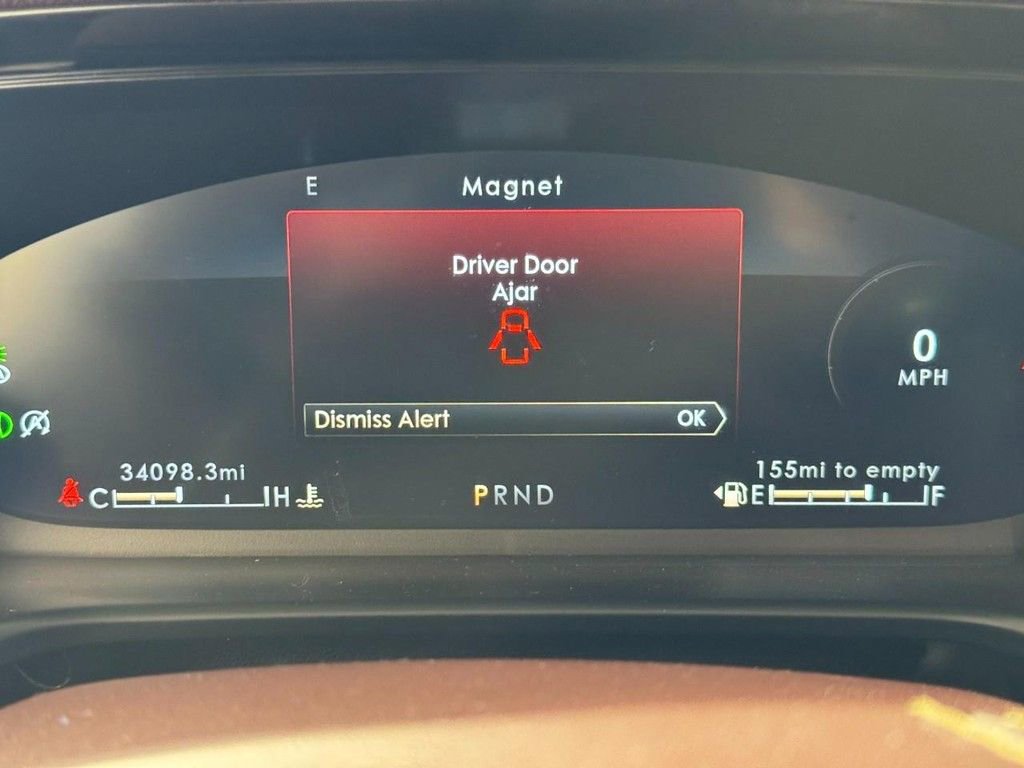 E
Magnet
Driver Door
Ajar
0
MPH
Dismiss Alert OK
34098.3mi
155mi to empty
C H
PRND
E F